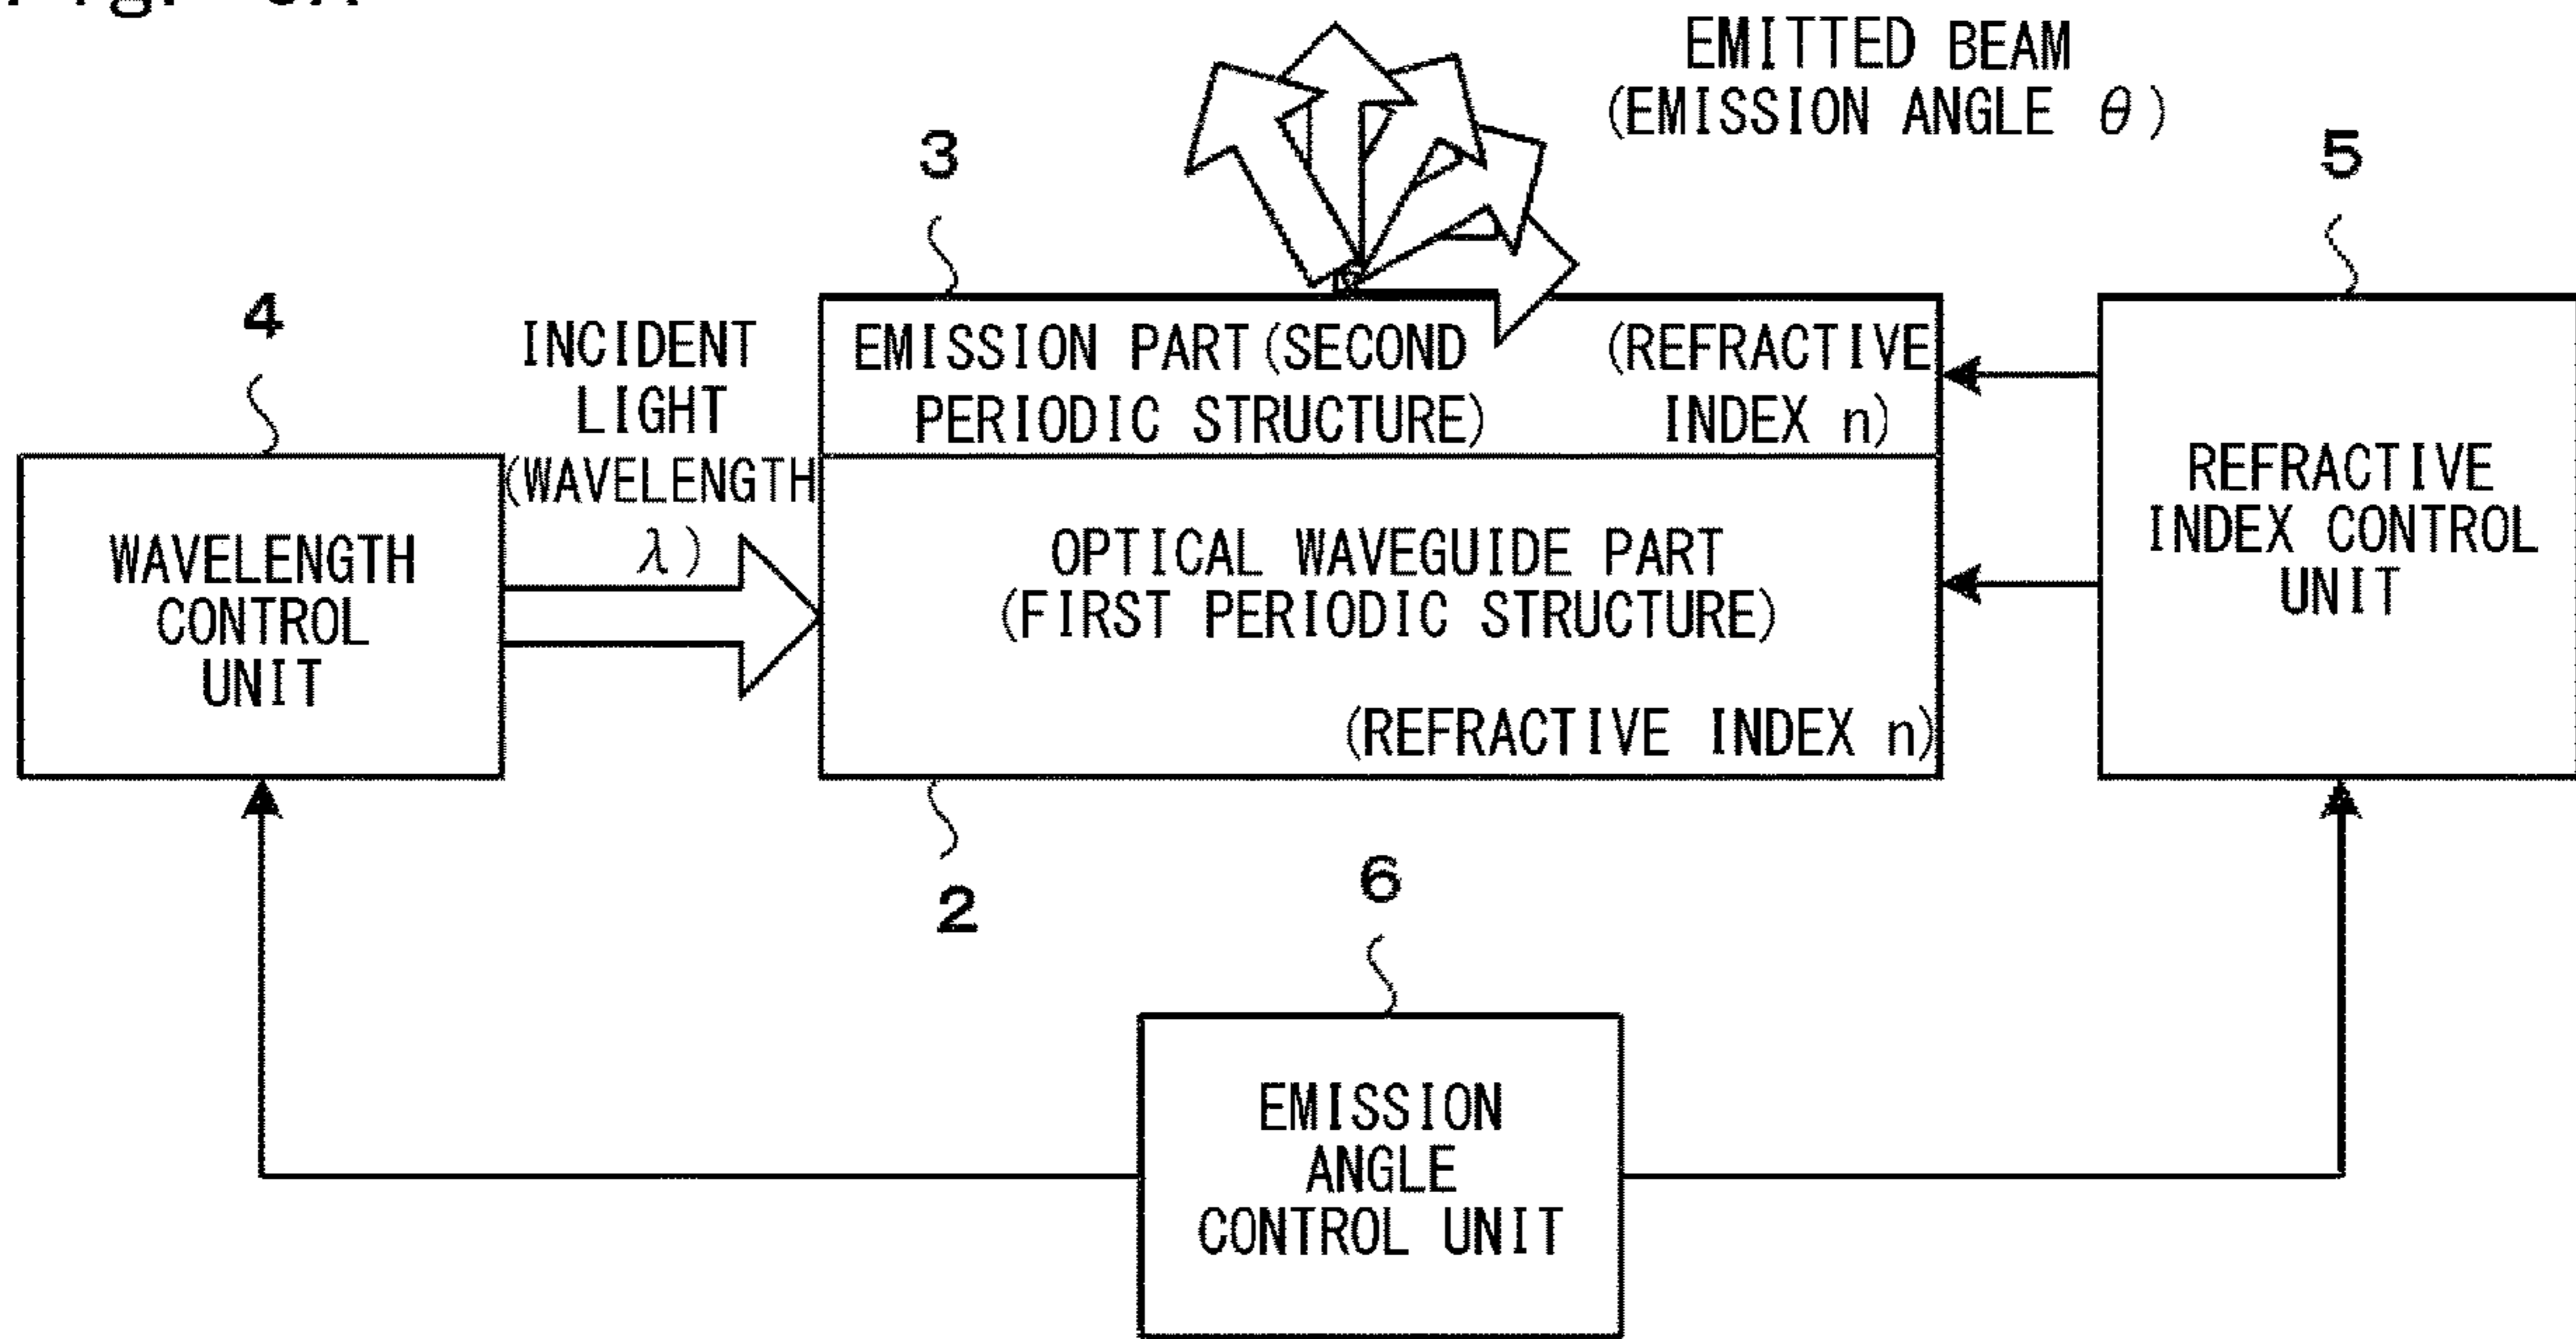 EMITTED BEAM
(EMISSION ANGLE θ)
3
5
4
INCIDENT
LIGHT
(WAVELENGTH
λ)
EMISSION PART(SECOND
PERIODIC STRUCTURE)
(REFRACTIVE
INDEX n)
WAVELENGTH
CONTROL
UNIT
OPTICAL WAVEGUIDE PART
(FIRST PERIODIC STRUCTURE)
(REFRACTIVE INDEX n)
REFRACTIVE
INDEX CONTROL
UNIT
2
6
EMISSION
ANGLE
CONTROL UNIT